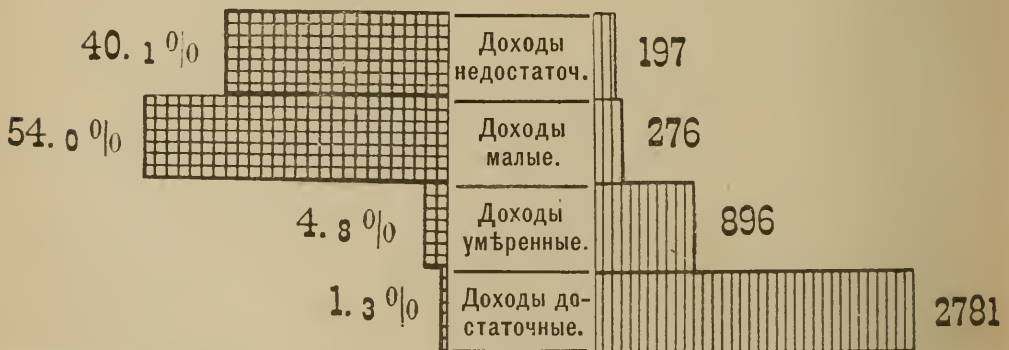 40. 1 %
Доходы
недостаточ.
197
54. 0 %
Доходы
малые.
276
4. 8 %
Доходы
умѣренные.
896
1. 3 %
Доходы до-
статочные.
2781